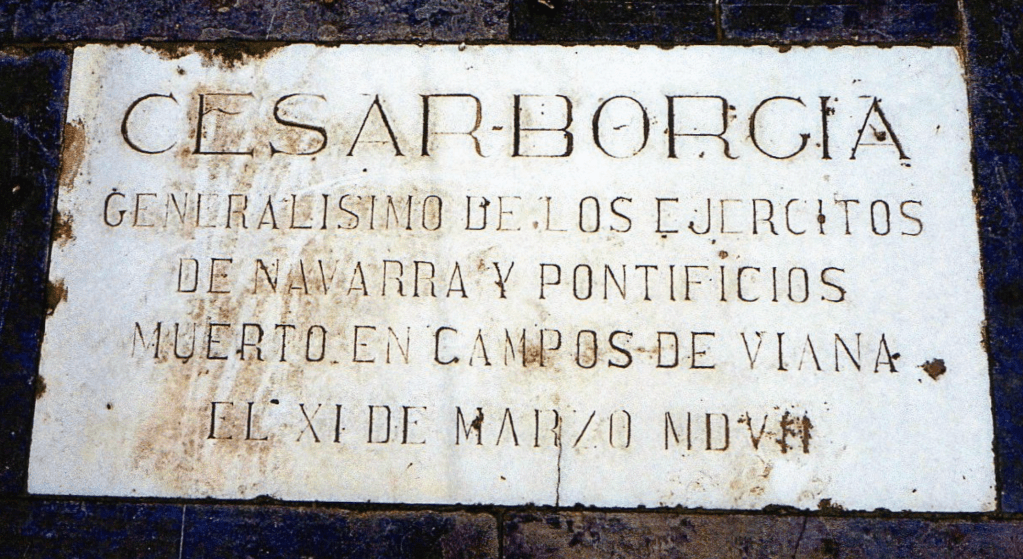 CESAR-BORGIA
GENERALISIMO DE LOS EJERCITOS
DE NAVARRA Y PONTIFICIOS
MUERTO EN CAMPOS DE VIANA
EL XI DE MARZO MDVII